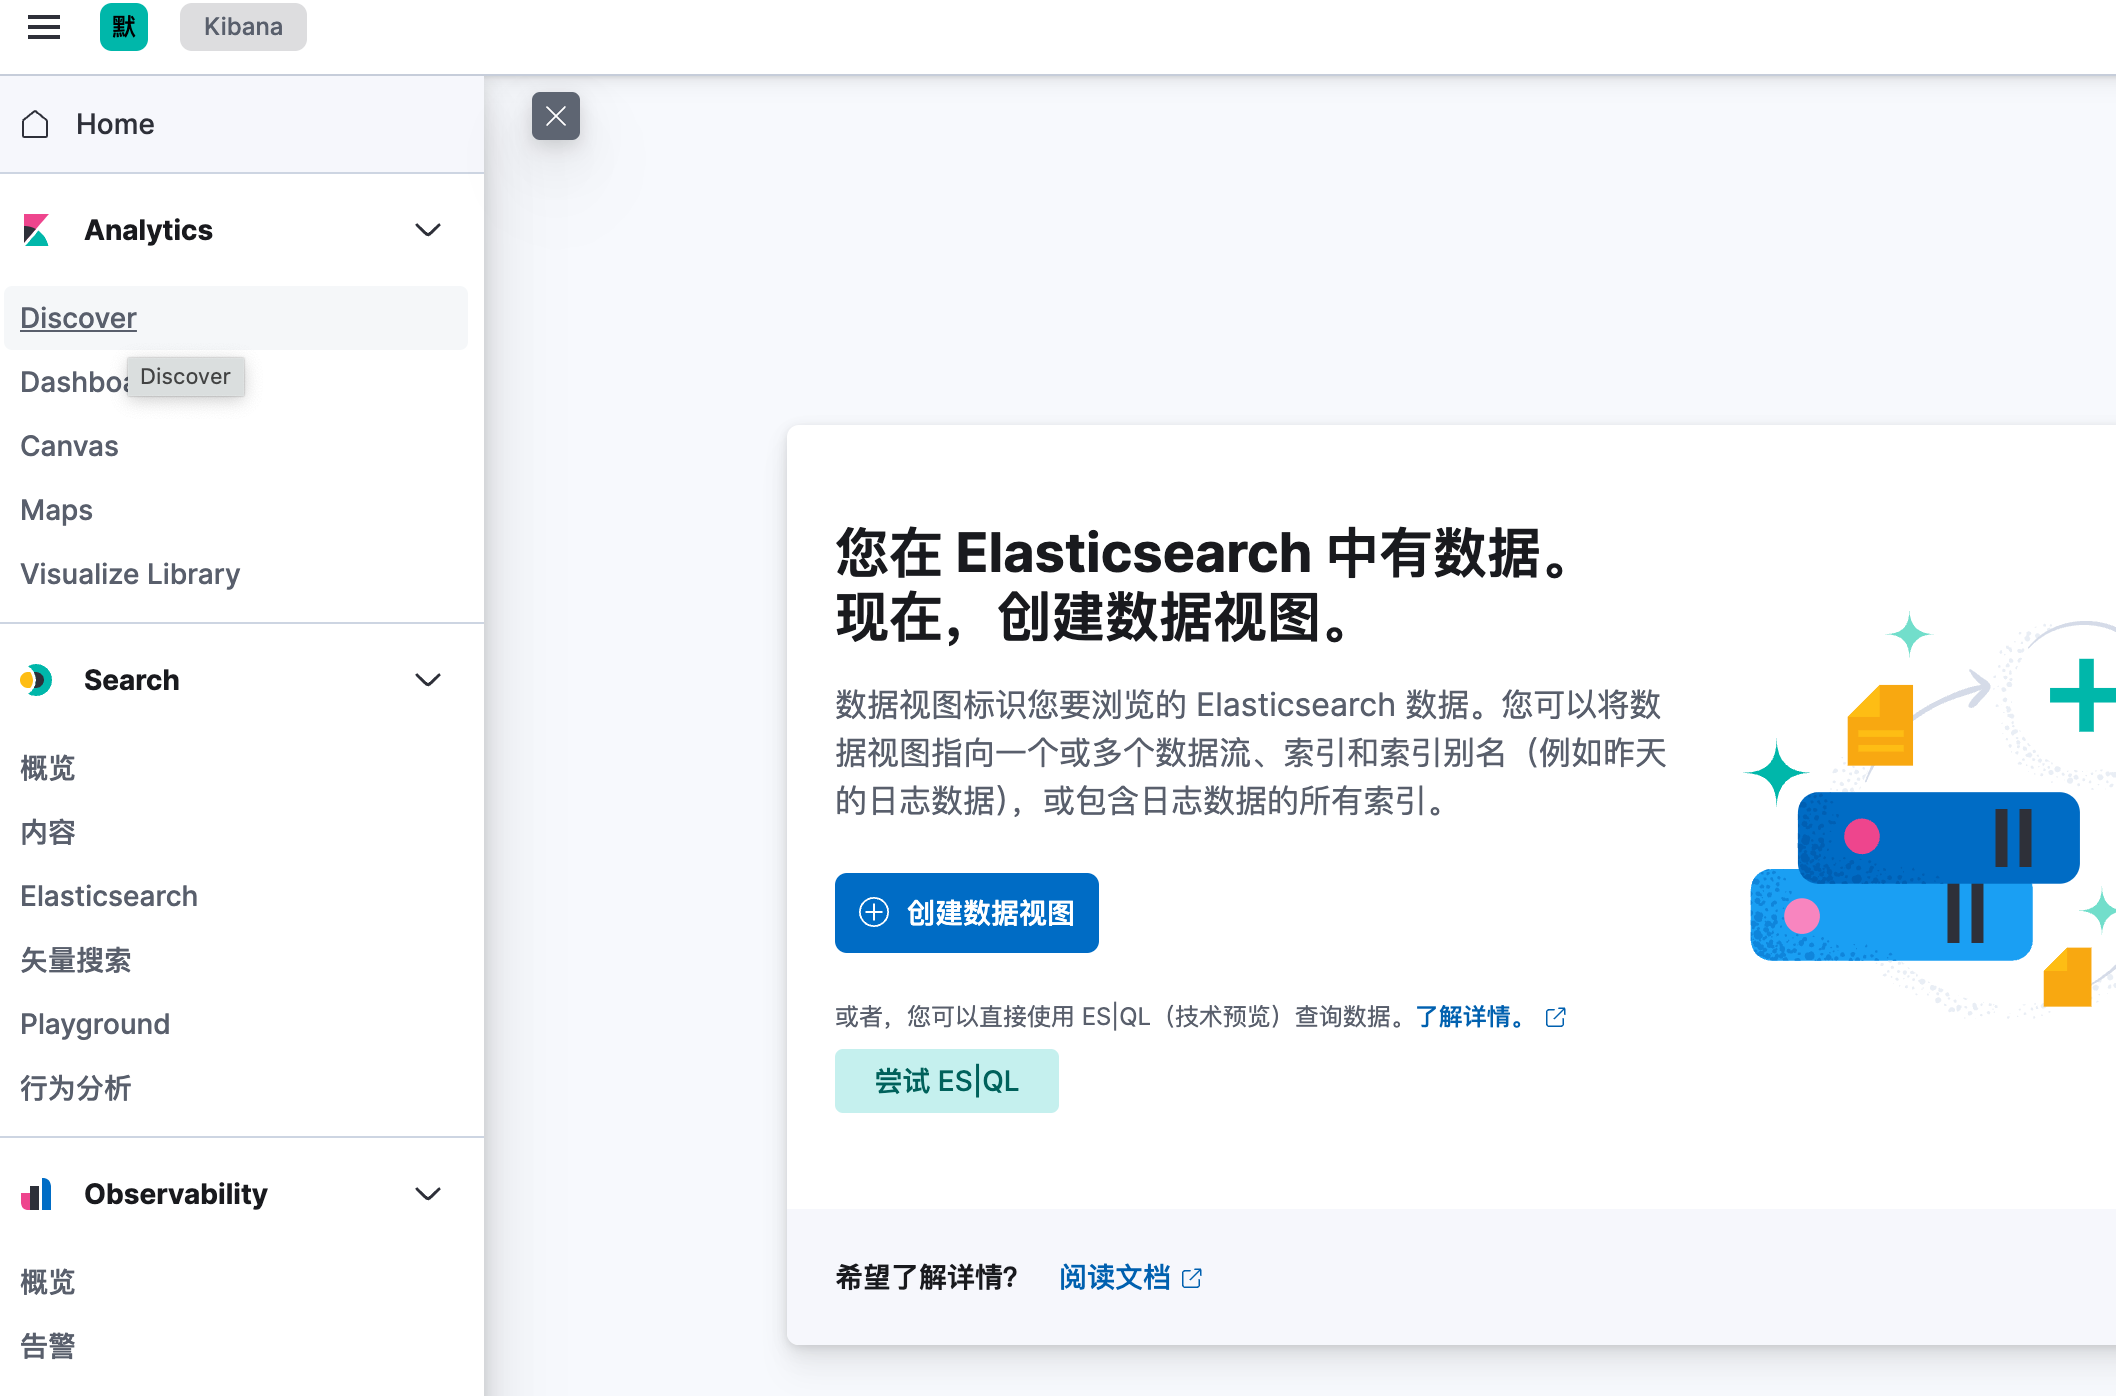 默
Kibana
Home
Analytics
Discover
Discover
Canvas
Maps
Visualize Library
Search
概览
内容
Elasticsearch
矢量搜索
Playground
行为分析
Observability
概览
告警
您在 Elasticsearch 中有数据。
现在，创建数据视图。
数据视图标识您要浏览的 Elasticsearch 数据。您可以将数
据视图指向一个或多个数据流、索引和索引别名（例如昨天
的日志数据），或包含日志数据的所有索引。
创建数据视图
或者，您可以直接使用 ES|QL（技术预览）查询数据。了解详情。
尝试 ES|QL
希望了解详情? 阅读文档